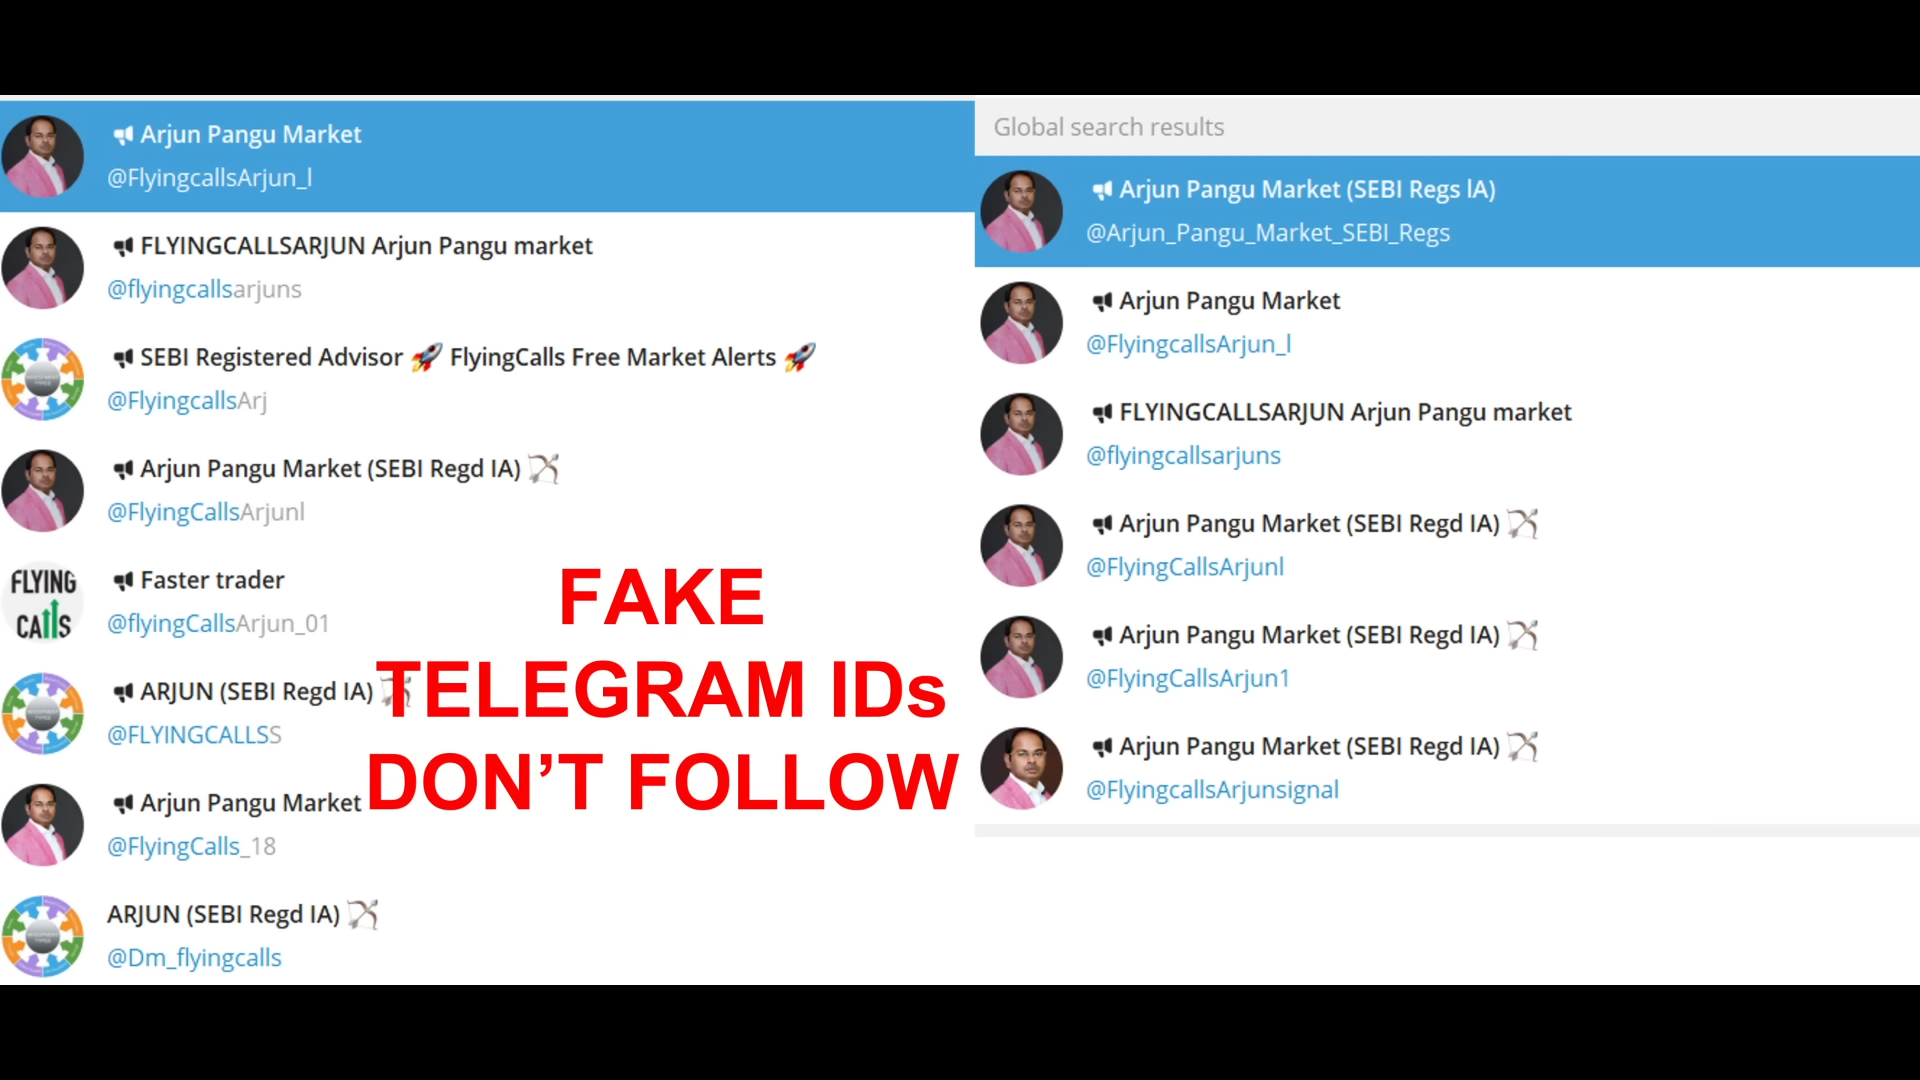 Arjun Pangu Market
@FlyingcallsArjun_l
FLYINGCALLSARJUN Arjun Pangu market
@flyingcallsarjuns
SEBI Registered Advisor 🚀 FlyingCalls Free Market Alerts 🚀
@FlyingcallsArj
Arjun Pangu Market (SEBI Regd IA) 🏹
@FlyingCallsArjunl
FLYING
CAllS
Faster trader
@flyingCallsArjun_01
ARJUN (SEBI Regd IA) 🏹
@FLYINGCALLSS
Arjun Pangu Market
@FlyingCalls_18
ARJUN (SEBI Regd IA) 🏹
@Dm_flyingcalls
FAKE
TELEGRAM IDs
DON’T FOLLOW
Global search results
Arjun Pangu Market (SEBI Regs lA)
@Arjun_Pangu_Market_SEBI_Regs
Arjun Pangu Market
@FlyingcallsArjun_l
FLYINGCALLSARJUN Arjun Pangu market
@flyingcallsarjuns
Arjun Pangu Market (SEBI Regd IA) 🏹
@FlyingCallsArjunl
Arjun Pangu Market (SEBI Regd IA) 🏹
@FlyingCallsArjun1
Arjun Pangu Market (SEBI Regd IA) 🏹
@FlyingcallsArjunsignal